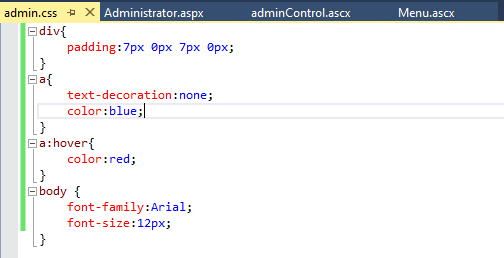 admin.css Administrator.aspx adminControl.ascx Menu.ascx
div{
padding:7px 0px 7px 0px;
}
a{
text-decoration:none;
color:blue;
}
a:hover{
color:red;
}
body {
font-family:Arial;
font-size:12px;
}